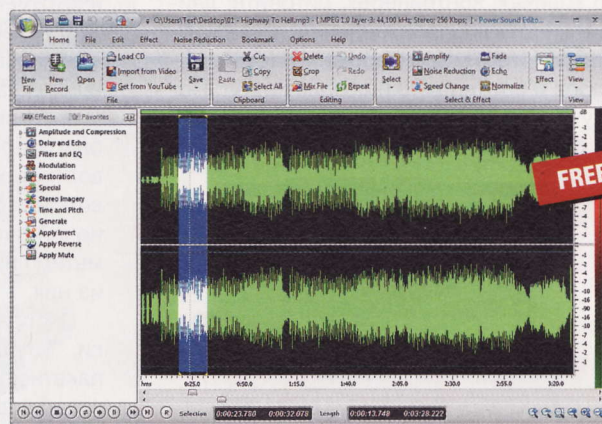 C:\Users\Test\Desktop\01 - Highway To Hell.mp3 - [ MPEG 1.0 layer-3: 44,100 kHz; Stereo; 256 Kbps; ] - Power Sound Edito...
Home File Edit Effect Noise Reduction Bookmark Options Help
New File
New Record
Open
Load CD
Import from Video
Get from YouTube
Save
File
Paste
Cut
Copy
Select All
Clipboard
Delete
Crop
Mix File
Undo
Redo
Repeat
Editing
Select
Amplify
Noise Reduction
Speed Change
Fade
Echo
Normalize
Effect
Select & Effect
View
View
Effects Favorites
Amplitude and Compression
Delay and Echo
Filters and EQ
Modulation
Restoration
Special
Stereo Imagery
Time and Pitch
Generate
Apply Invert
Apply Reverse
Apply Mute
dB
FREE
hms 0:25.0 0:50.0 1:15.0 1:40.0 2:05.0 2:30.0 2:55.0 3:20.0
Selection 0:00:23.780 0:00:32.078 Length 0:00:13.748 0:03:28.222